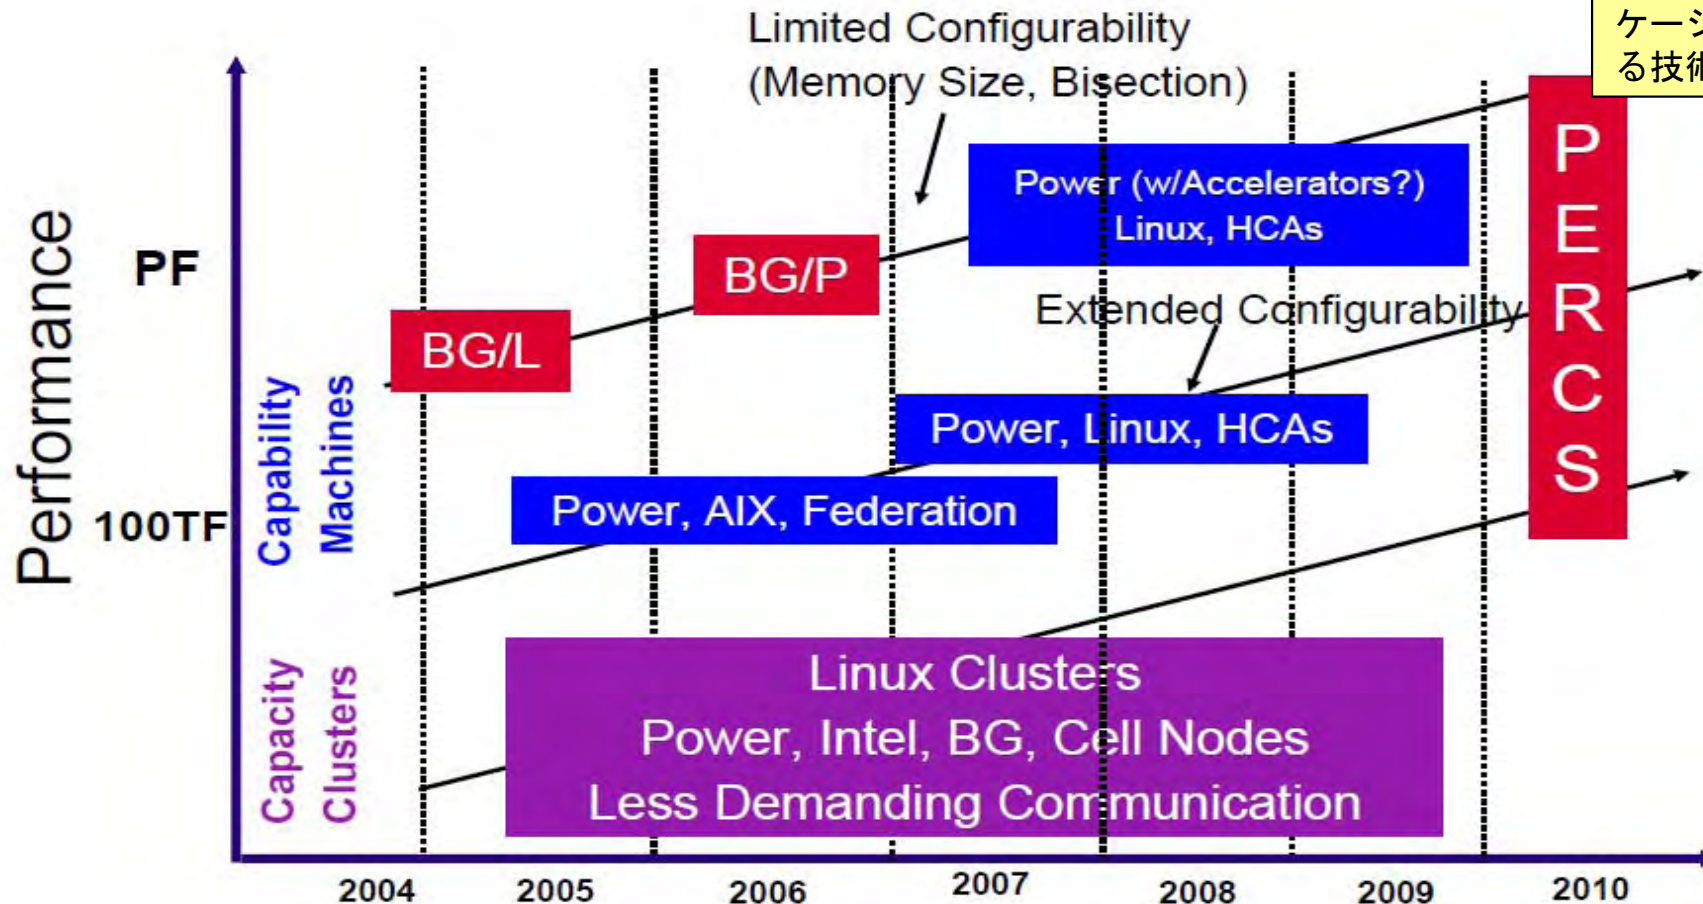 Limited Configurability
(Memory Size, Bisection)
ケーシ
る技術
Performance
PF
100TF
Capability
Machines
Capacity
Clusters
BG/L
BG/P
Power (w/Accelerators?)
Linux, HCAs
Extended Configurability
Power, Linux, HCAs
Power, AIX, Federation
Linux Clusters
Power, Intel, BG, Cell Nodes
Less Demanding Communication
PERCS
2004
2005
2006
2007
2008
2009
2010